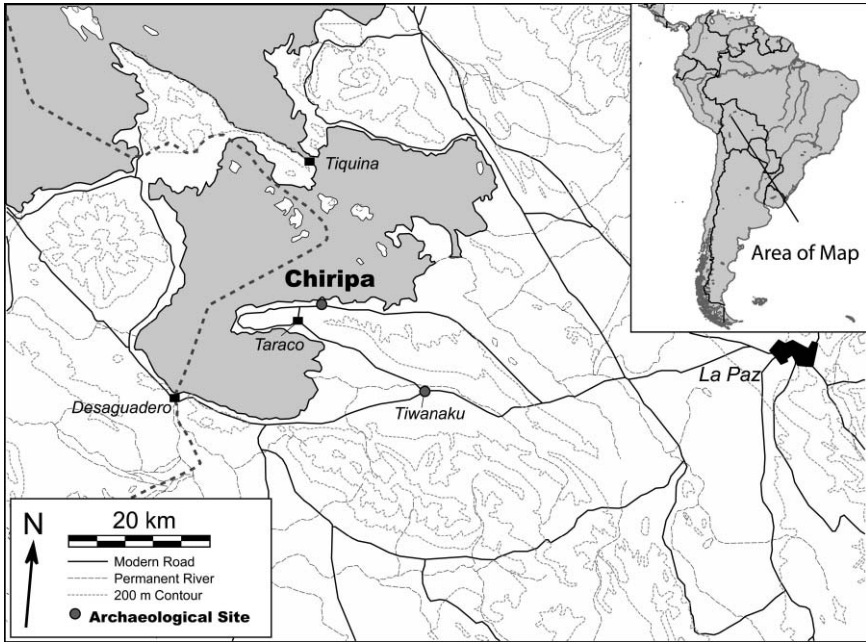 Tiquina
Area of Map
Chiripa
Taraco
La Paz
Desaguadero
Tiwanaku
N
20 km
Modern Road
Permanent River
200 m Contour
Archaeological Site